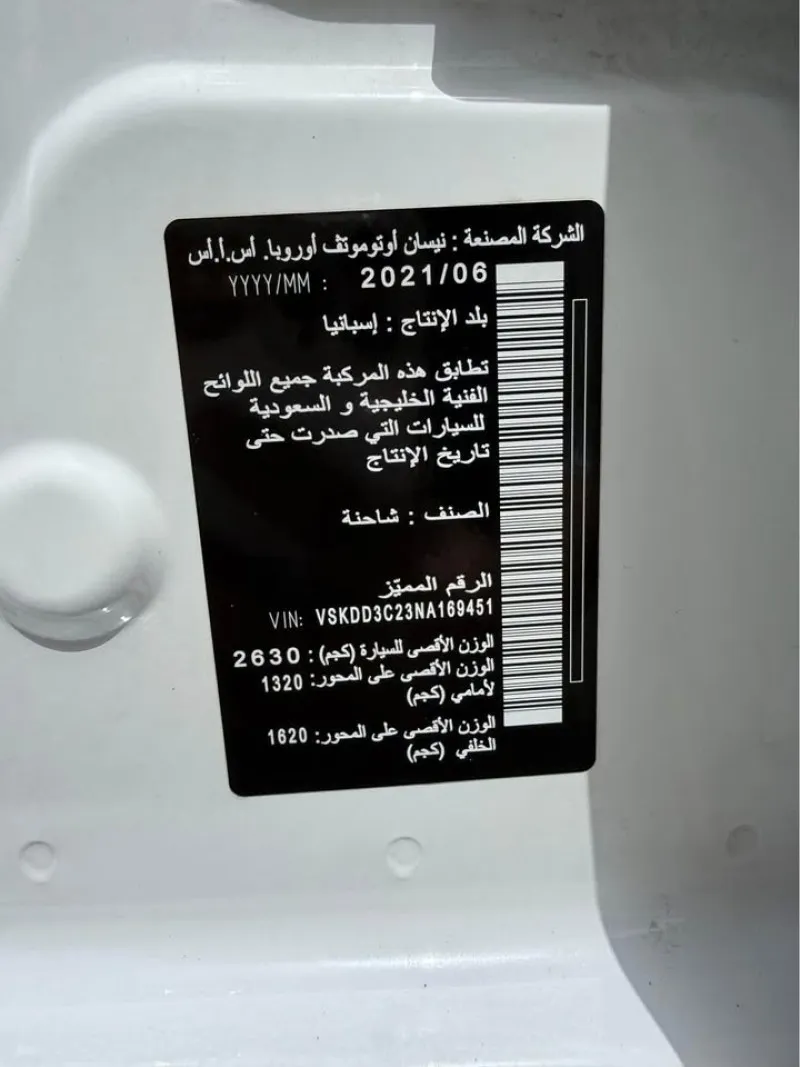 الشركة المصنعة : نيسان أوتوموتڤ أوروبا. أس.أ.أس
YYYY/MM : 2021/06
بلد الإنتاج : إسبانيا
تطابق هذه المركبة جميع اللوائح
الفنية الخليجية و السعودية
للسيارات التي صدرت حتى
تاريخ الإنتاج
الصنف : شاحنة
الرقم المميّز
VIN: VSKDD3C23NA169451
الوزن الأقصى للسيارة (كجم): 2630
الوزن الأقصى على المحور: 1320
لأمامي (كجم)
الوزن الأقصى على المحور: 1620
الخلفي (كجم)